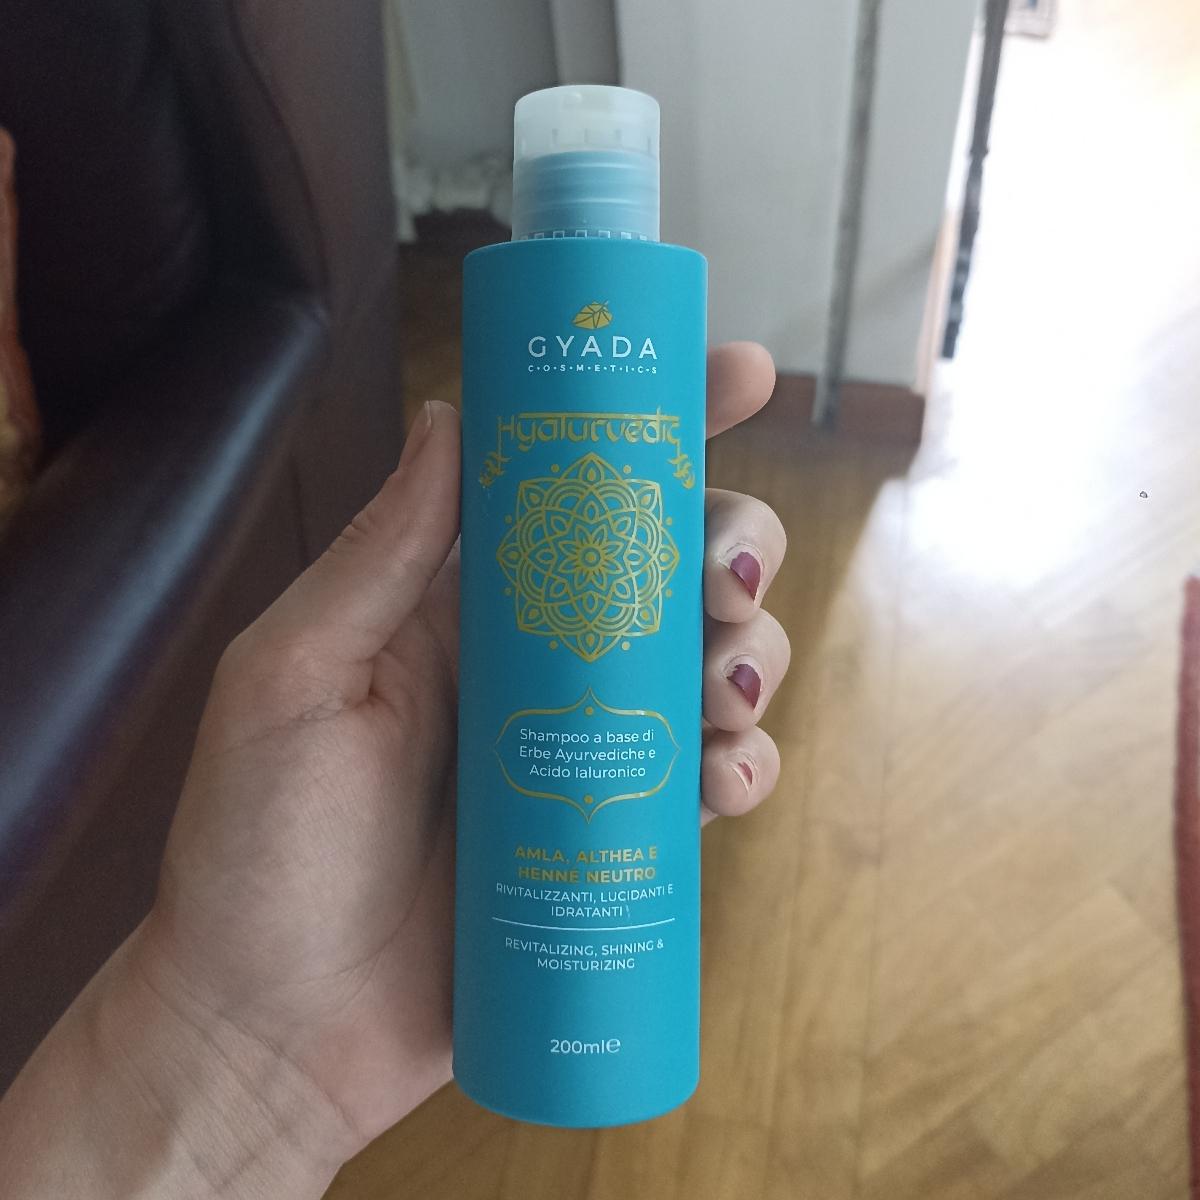 GYADA
C•O•S•M•E•T•I•C•S
Hyalurvedic
Shampoo a base di
Erbe Ayurvediche e
Acido Ialuronico
AMLA, ALTHEA E
HENNÉ NEUTRO
RIVITALIZZANTI, LUCIDANTI E
IDRATANTI
REVITALIZING, SHINING &
MOISTURIZING
200ml℮